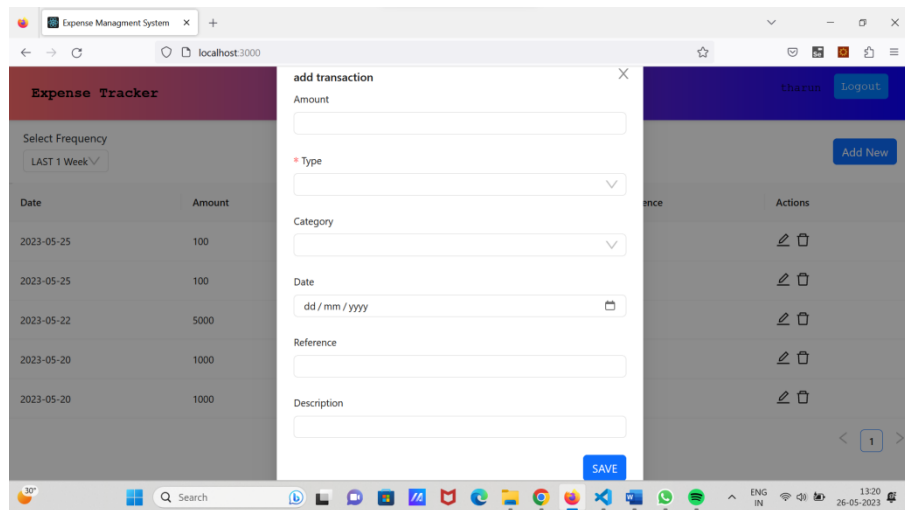 Expense Managment System
localhost:3000
Expense Tracker
tharun
Logout
Select Frequency
LAST 1 Week
Add New
Date Amount ence Actions
2023-05-25 100
2023-05-25 100
2023-05-22 5000
2023-05-20 1000
2023-05-20 1000
1
add transaction
Amount
* Type
Category
Date
dd / mm / yyyy
Reference
Description
SAVE
30°
Search
ENG
IN
13:20
26-05-2023